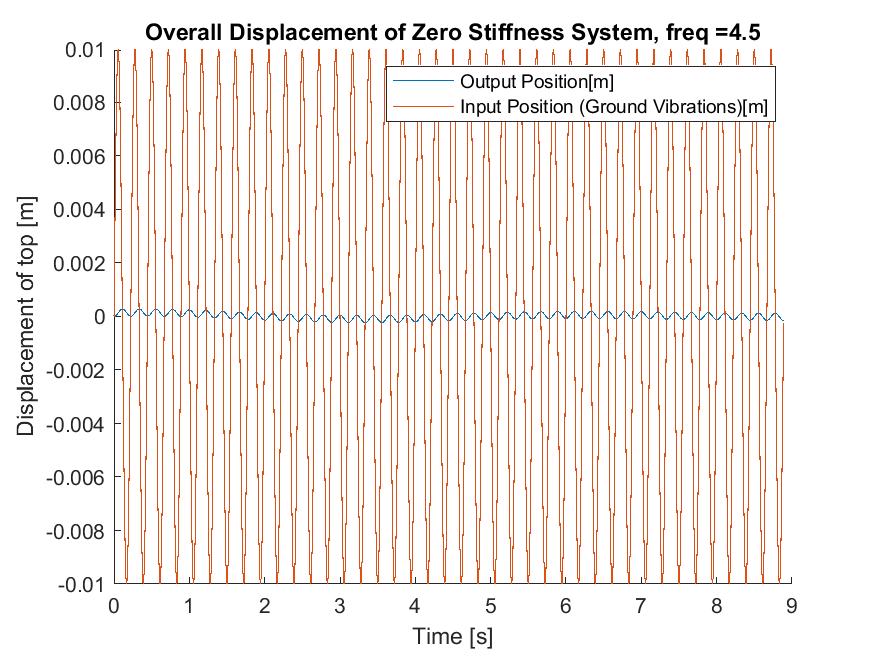 Overall Displacement of Zero Stiffness System, freq =4.5
Output Position[m]
Input Position (Ground Vibrations)[m]
Displacement of top [m]
0.01
0.008
0.006
0.004
0.002
0
-0.002
-0.004
-0.006
-0.008
-0.01
0 1 2 3 4 5 6 7 8 9
Time [s]